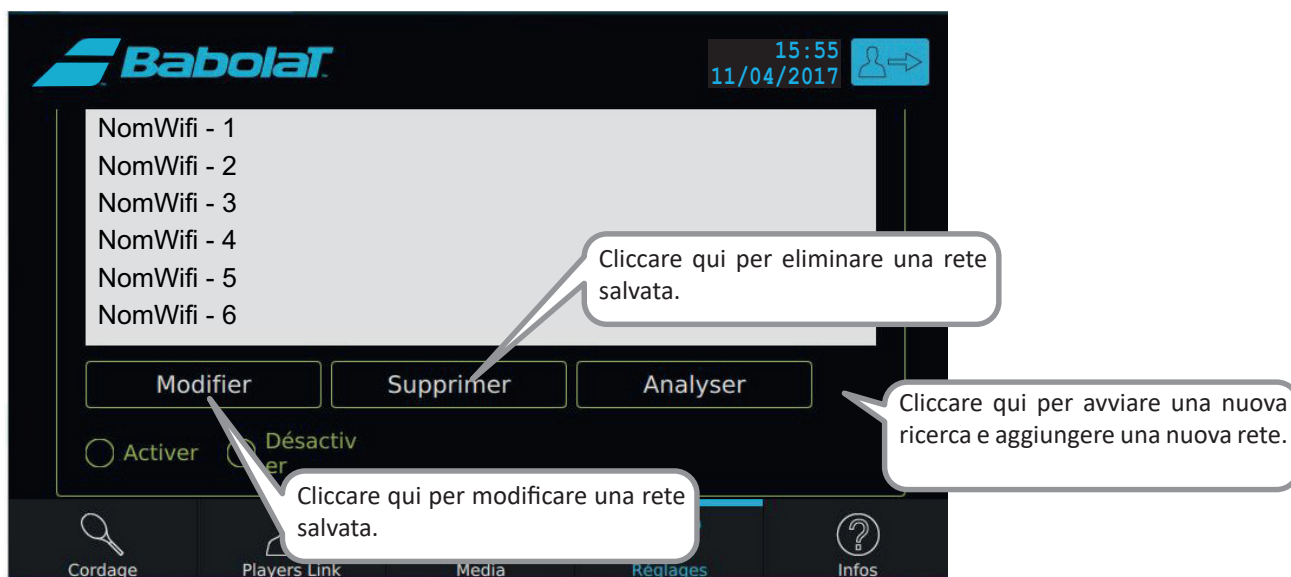 BabolaT
15:55
11/04/2017
NomWifi - 1
NomWifi - 2
NomWifi - 3
NomWifi - 4
NomWifi - 5
NomWifi - 6
Cliccare qui per eliminare una rete
salvata.
Modifier
Supprimer
Analyser
Cliccare qui per avviare una nuova
ricerca e aggiungere una nuova rete.
Activer
Désactiv
er
Cliccare qui per modificare una rete
salvata.
Cordage
Players Link
Media
Réglages
Infos